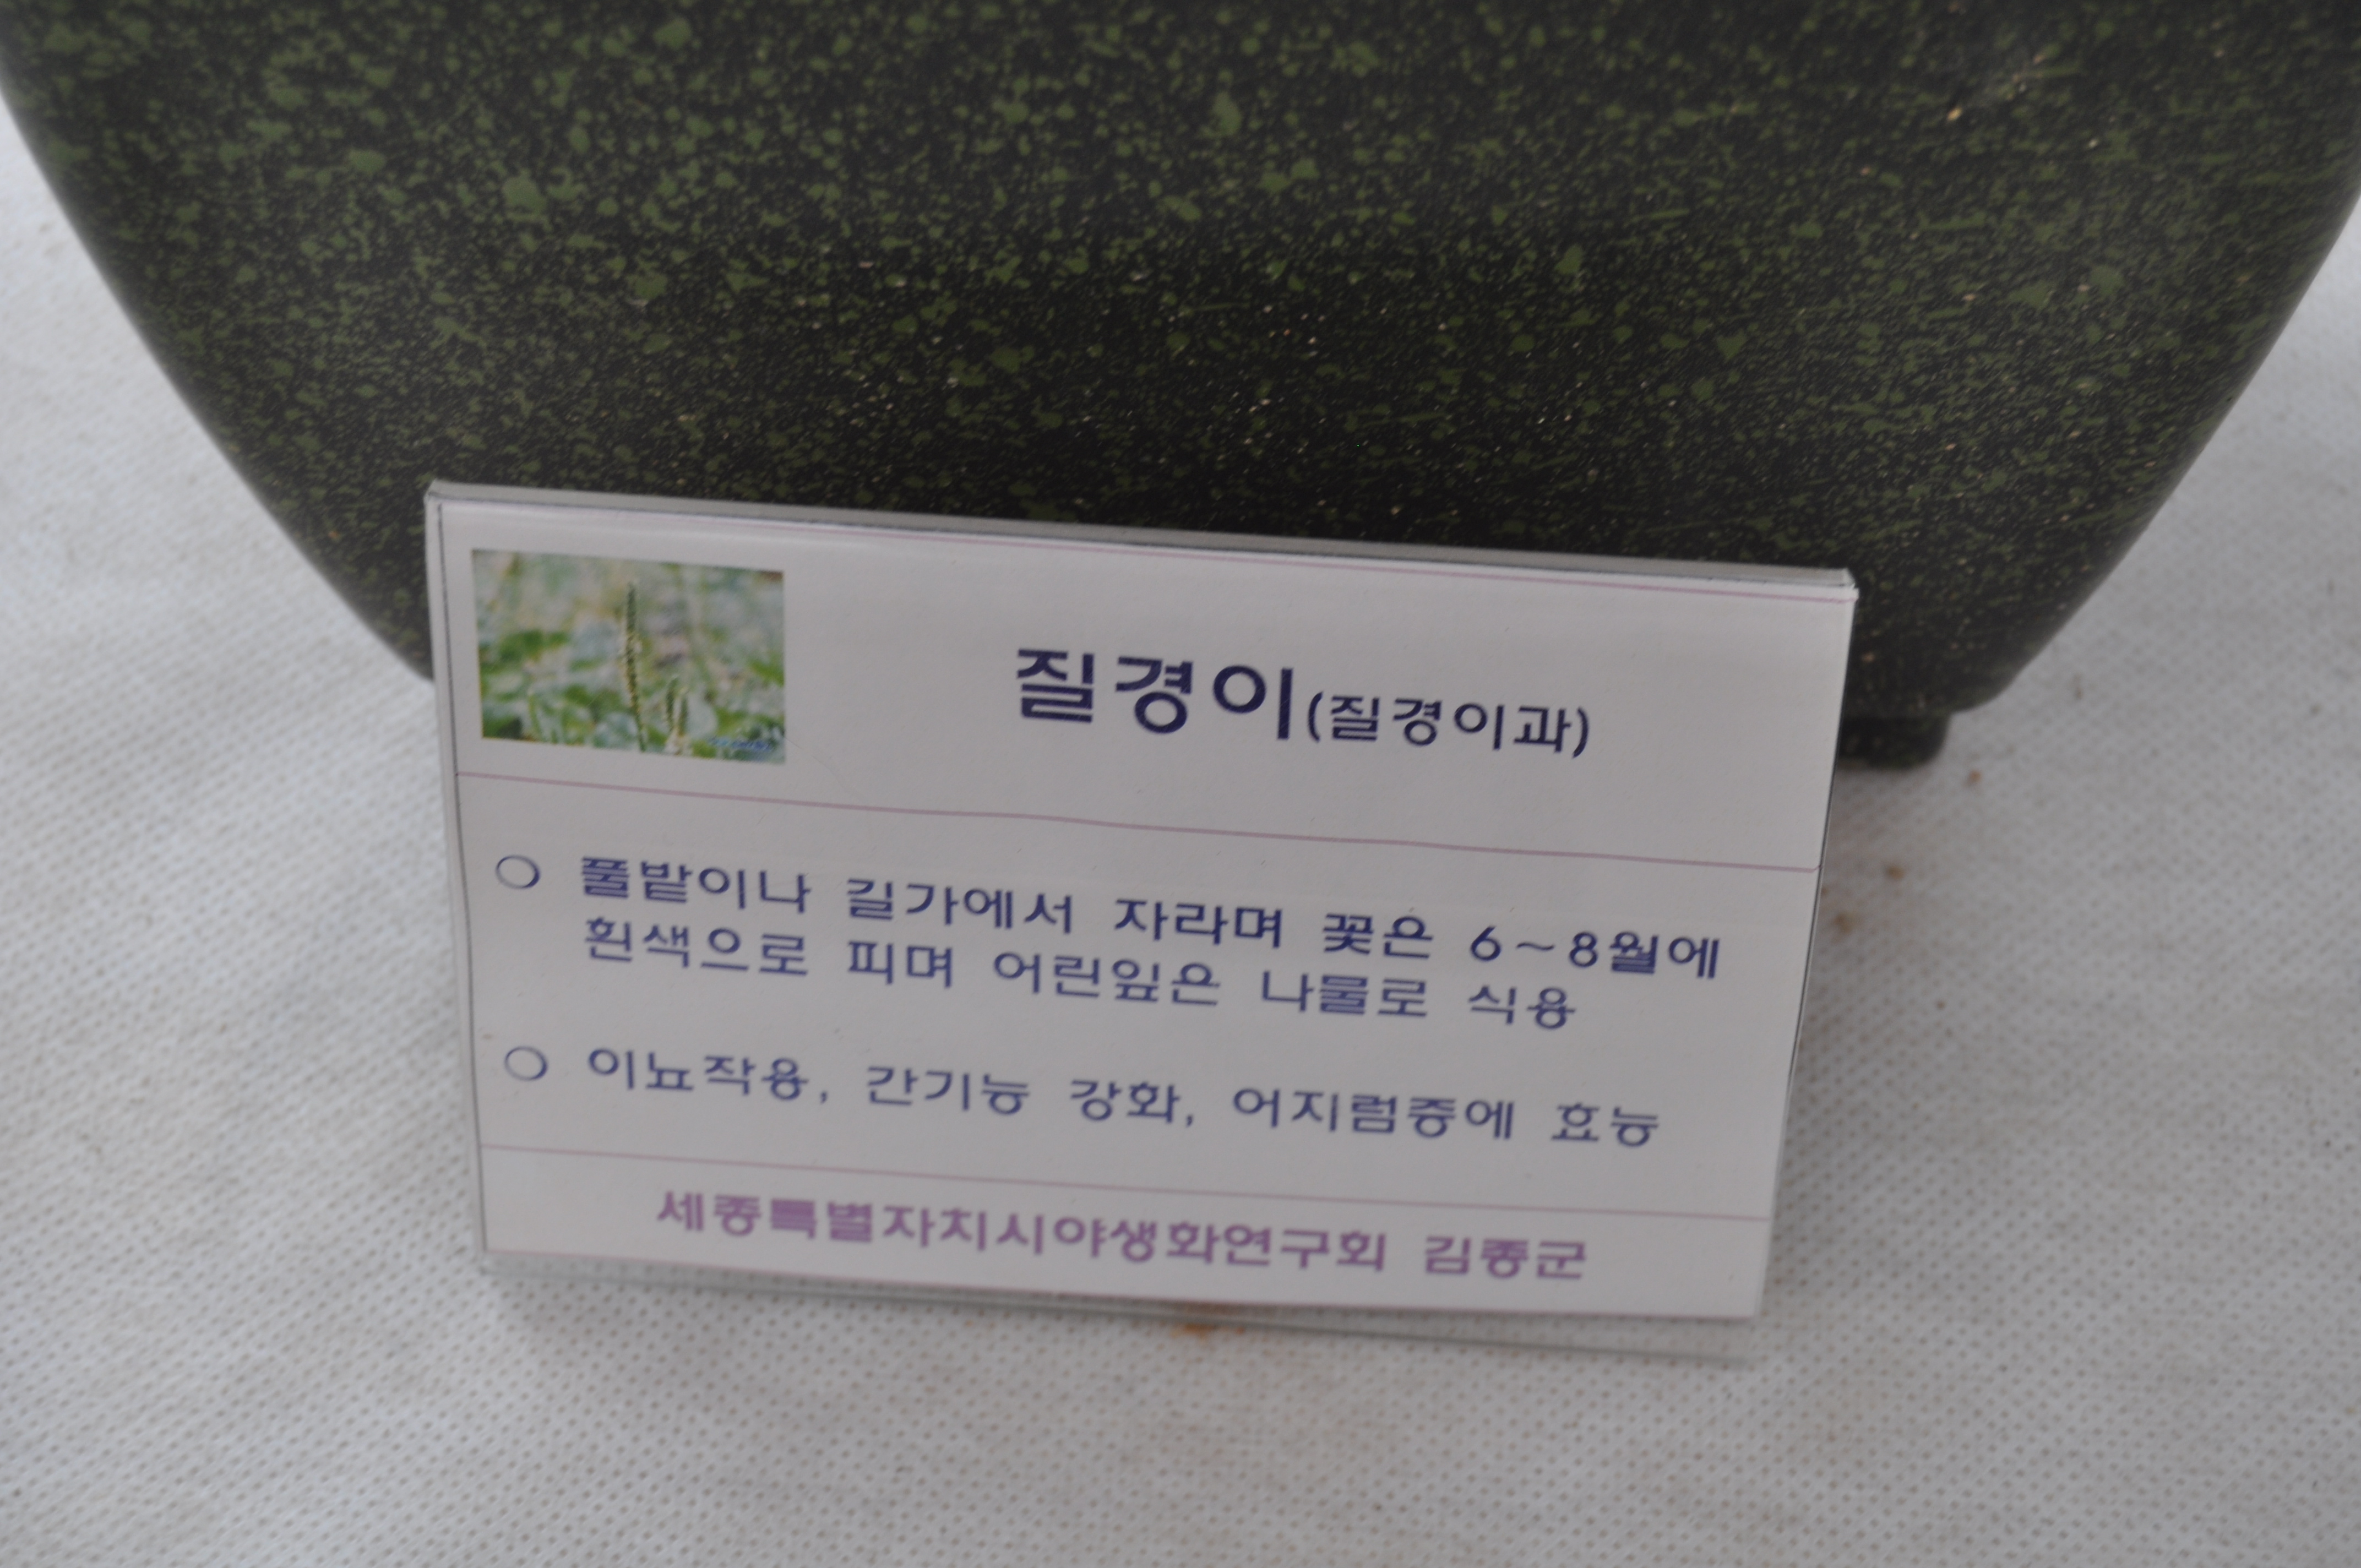 질경이(질경이과)
○ 풀밭이나 길가에서 자라며 꽃은 6~8월에
흰색으로 피며 어린잎은 나물로 식용
○ 이뇨작용, 간기능 강화, 어지럼증에 효능
세종특별자치시야생화연구회 김종군